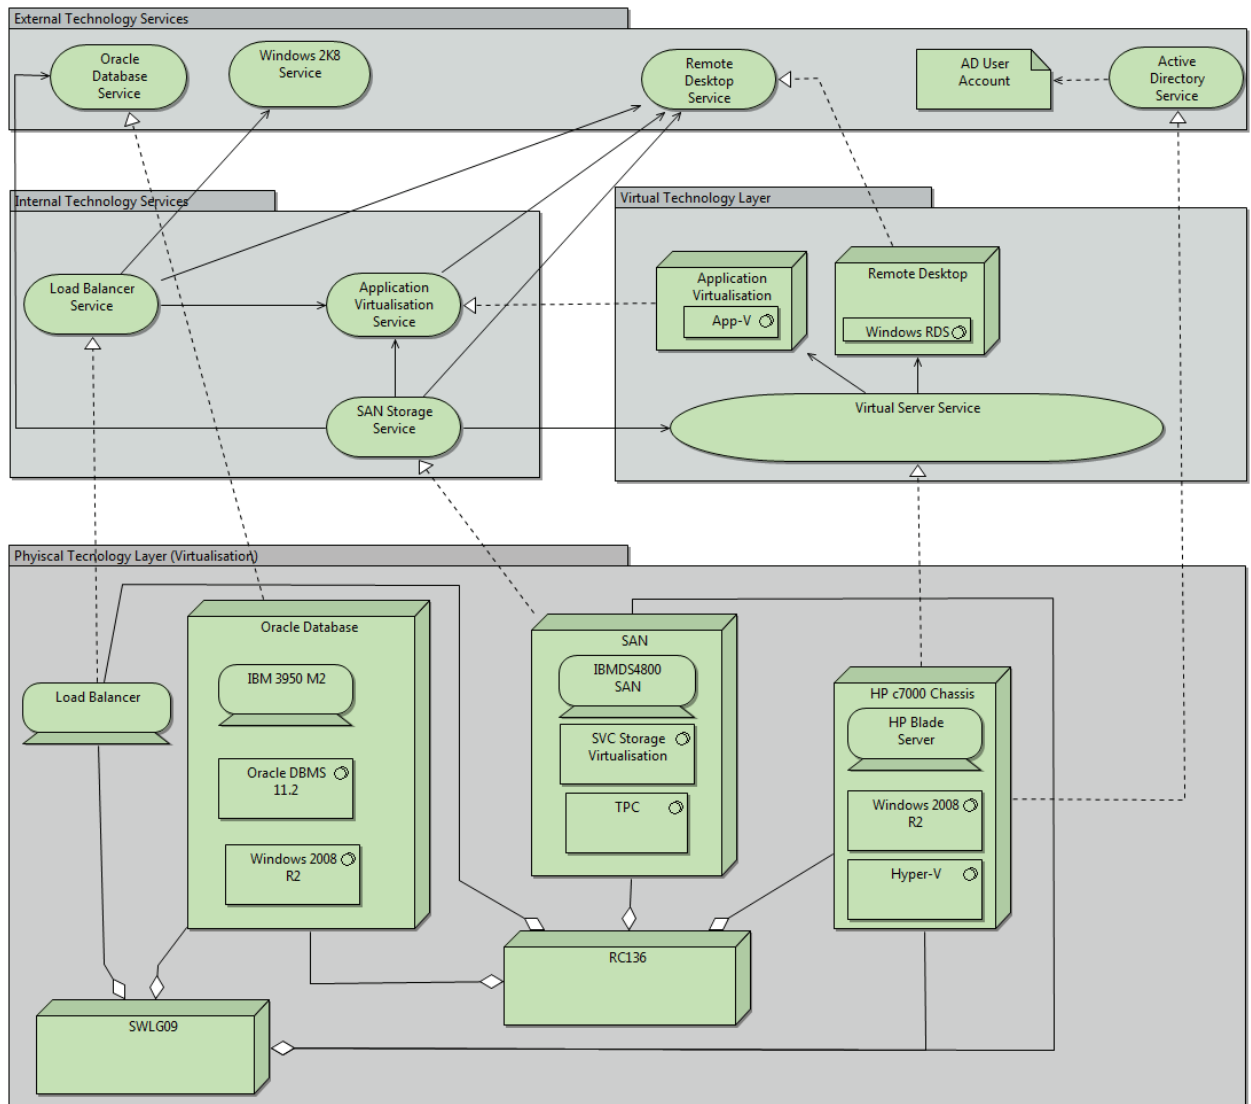 External Technology Services
Oracle
Database
Service
Windows 2K8
Service
Remote
Desktop
Service
AD User
Account
Active
Directory
Service
Internal Technology Services
Virtual Technology Layer
Load Balancer
Service
Application
Virtualisation
Service
Application
Virtualisation
App-V
Remote Desktop
Windows RDS
SAN Storage
Service
Virtual Server Service
Phyiscal Tecnology Layer (Virtualisation)
Oracle Database
IBM 3950 M2
Oracle DBMS
11.2
Windows 2008
R2
Load Balancer
SAN
IBMDS4800
SAN
SVC Storage
Virtualisation
TPC
HP c7000 Chassis
HP Blade
Server
Windows 2008
R2
Hyper-V
RC136
SWLG09